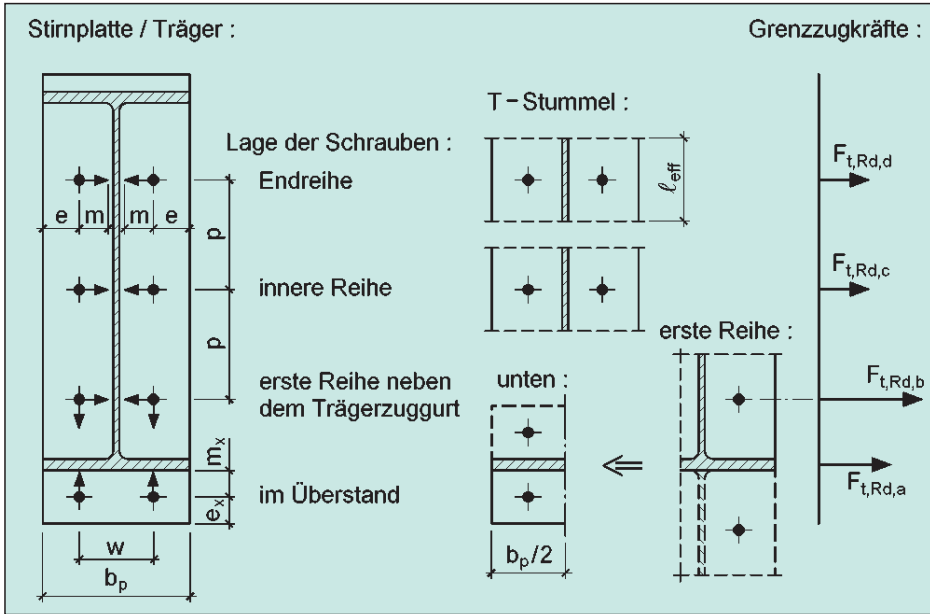 Stirnplatte / Träger :
Grenzzugkräfte :
T – Stummel :
Lage der Schrauben :
Endreihe
ℓeff
Ft,Rd,d
e m m e
p
innere Reihe
Ft,Rd,c
p
erste Reihe :
erste Reihe neben
dem Trägerzuggurt
unten :
Ft,Rd,b
mx
im Überstand
Ft,Rd,a
ex
w
bp
bp/2